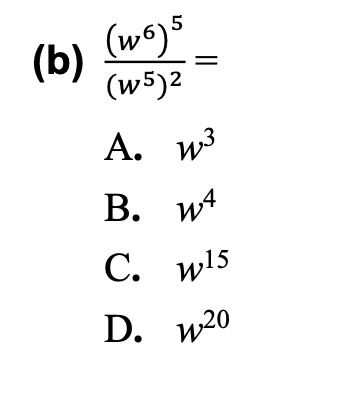 (b) (w⁶)⁵ / (w⁵)² =
A. w³
B. w⁴
C. w¹⁵
D. w²⁰